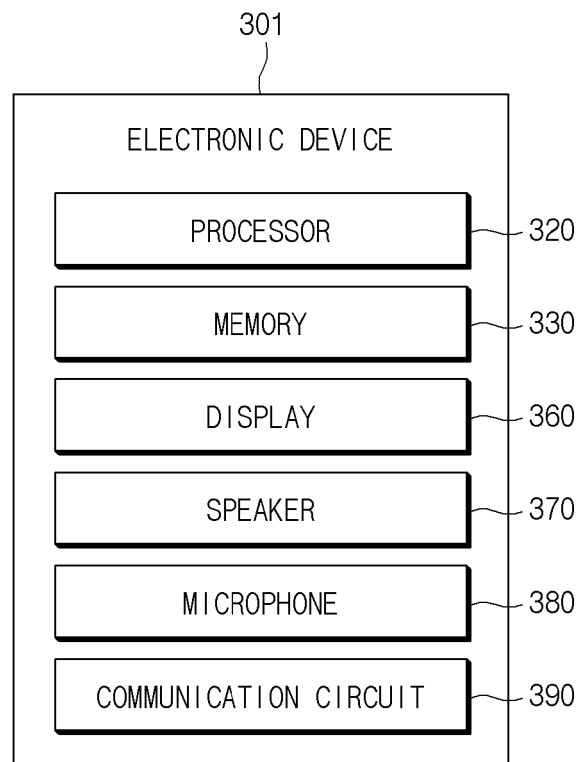 301
ELECTRONIC DEVICE
PROCESSOR 320
MEMORY 330
DISPLAY 360
SPEAKER 370
MICROPHONE 380
COMMUNICATION CIRCUIT 390